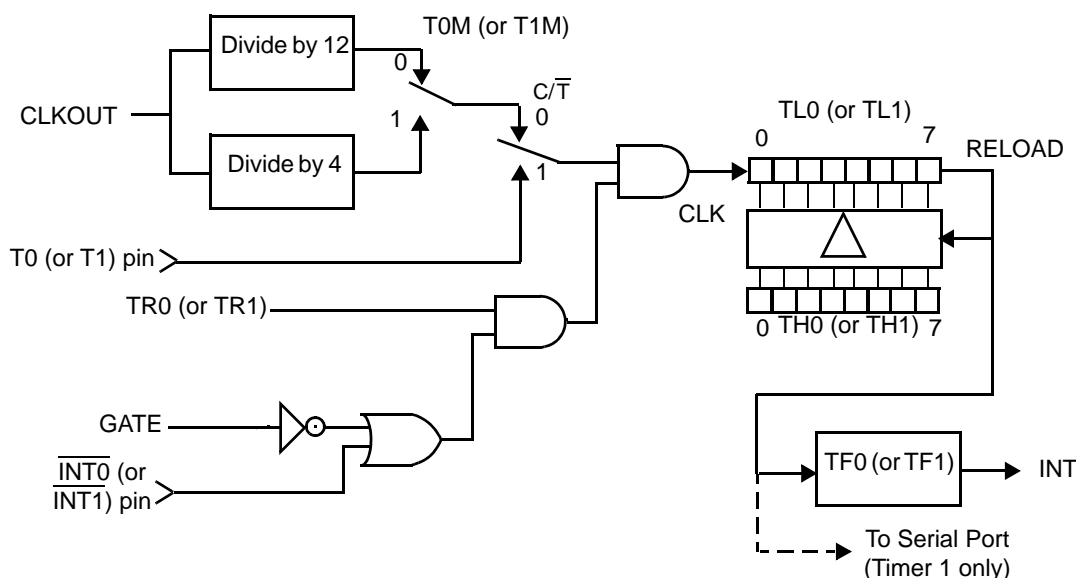 T0M (or T1M)
Divide by 12
0
C/T̅
0
CLKOUT
1
TL0 (or TL1)
0 7
RELOAD
Divide by 4
1
CLK
T0 (or T1) pin
TR0 (or TR1)
0 TH0 (or TH1) 7
GATE
I̅N̅T̅0̅ (or
I̅N̅T̅1̅) pin
TF0 (or TF1)
INT
To Serial Port
(Timer 1 only)